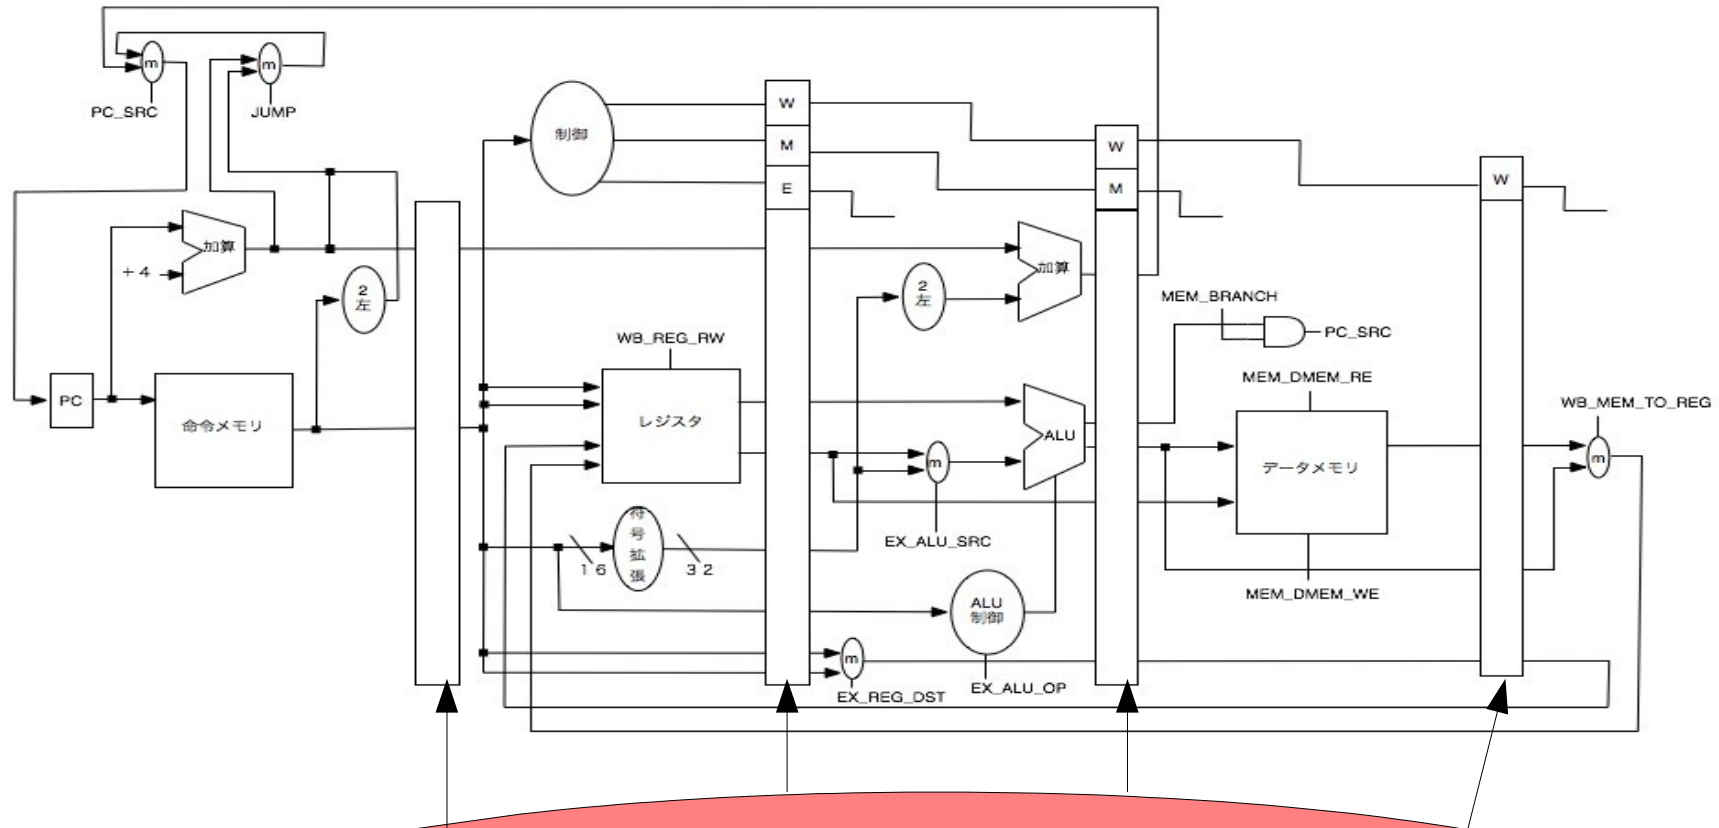 m
m
PC_SRC
JUMP
制御
W
M
E
W
M
W
加算
+4
2
左
2
左
加算
MEM_BRANCH
PC_SRC
WB_REG_RW
MEM_DMEM_RE
PC
命令メモリ
レジスタ
ALU
データメモリ
WB_MEM_TO_REG
m
m
EX_ALU_SRC
符
号
拡
張
16
32
ALU
制御
MEM_DMEM_WE
m
EX_REG_DST
EX_ALU_OP